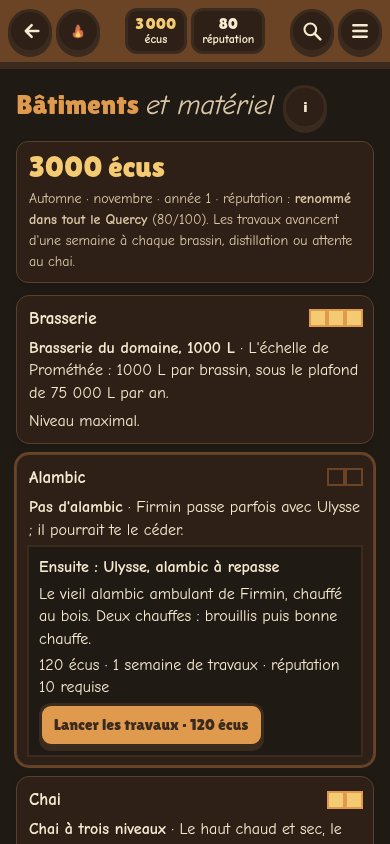 3 000
écus
80
réputation
Bâtiments et matériel
i
3000 écus
Automne · novembre · année 1 · réputation : renommé
dans tout le Quercy (80/100). Les travaux avancent
d'une semaine à chaque brassin, distillation ou attente
au chai.
Brasserie
Brasserie du domaine, 1000 L · L'échelle de
Prométhée : 1000 L par brassin, sous le plafond
de 75 000 L par an.
Niveau maximal.
Alambic
Pas d'alambic · Firmin passe parfois avec Ulysse
; il pourrait te le céder.
Ensuite : Ulysse, alambic à repasse
Le vieil alambic ambulant de Firmin, chauffé
au bois. Deux chauffes : brouillis puis bonne
chauffe.
120 écus · 1 semaine de travaux · réputation
10 requise
Lancer les travaux · 120 écus
Chai
Chai à trois niveaux · Le haut chaud et sec, le